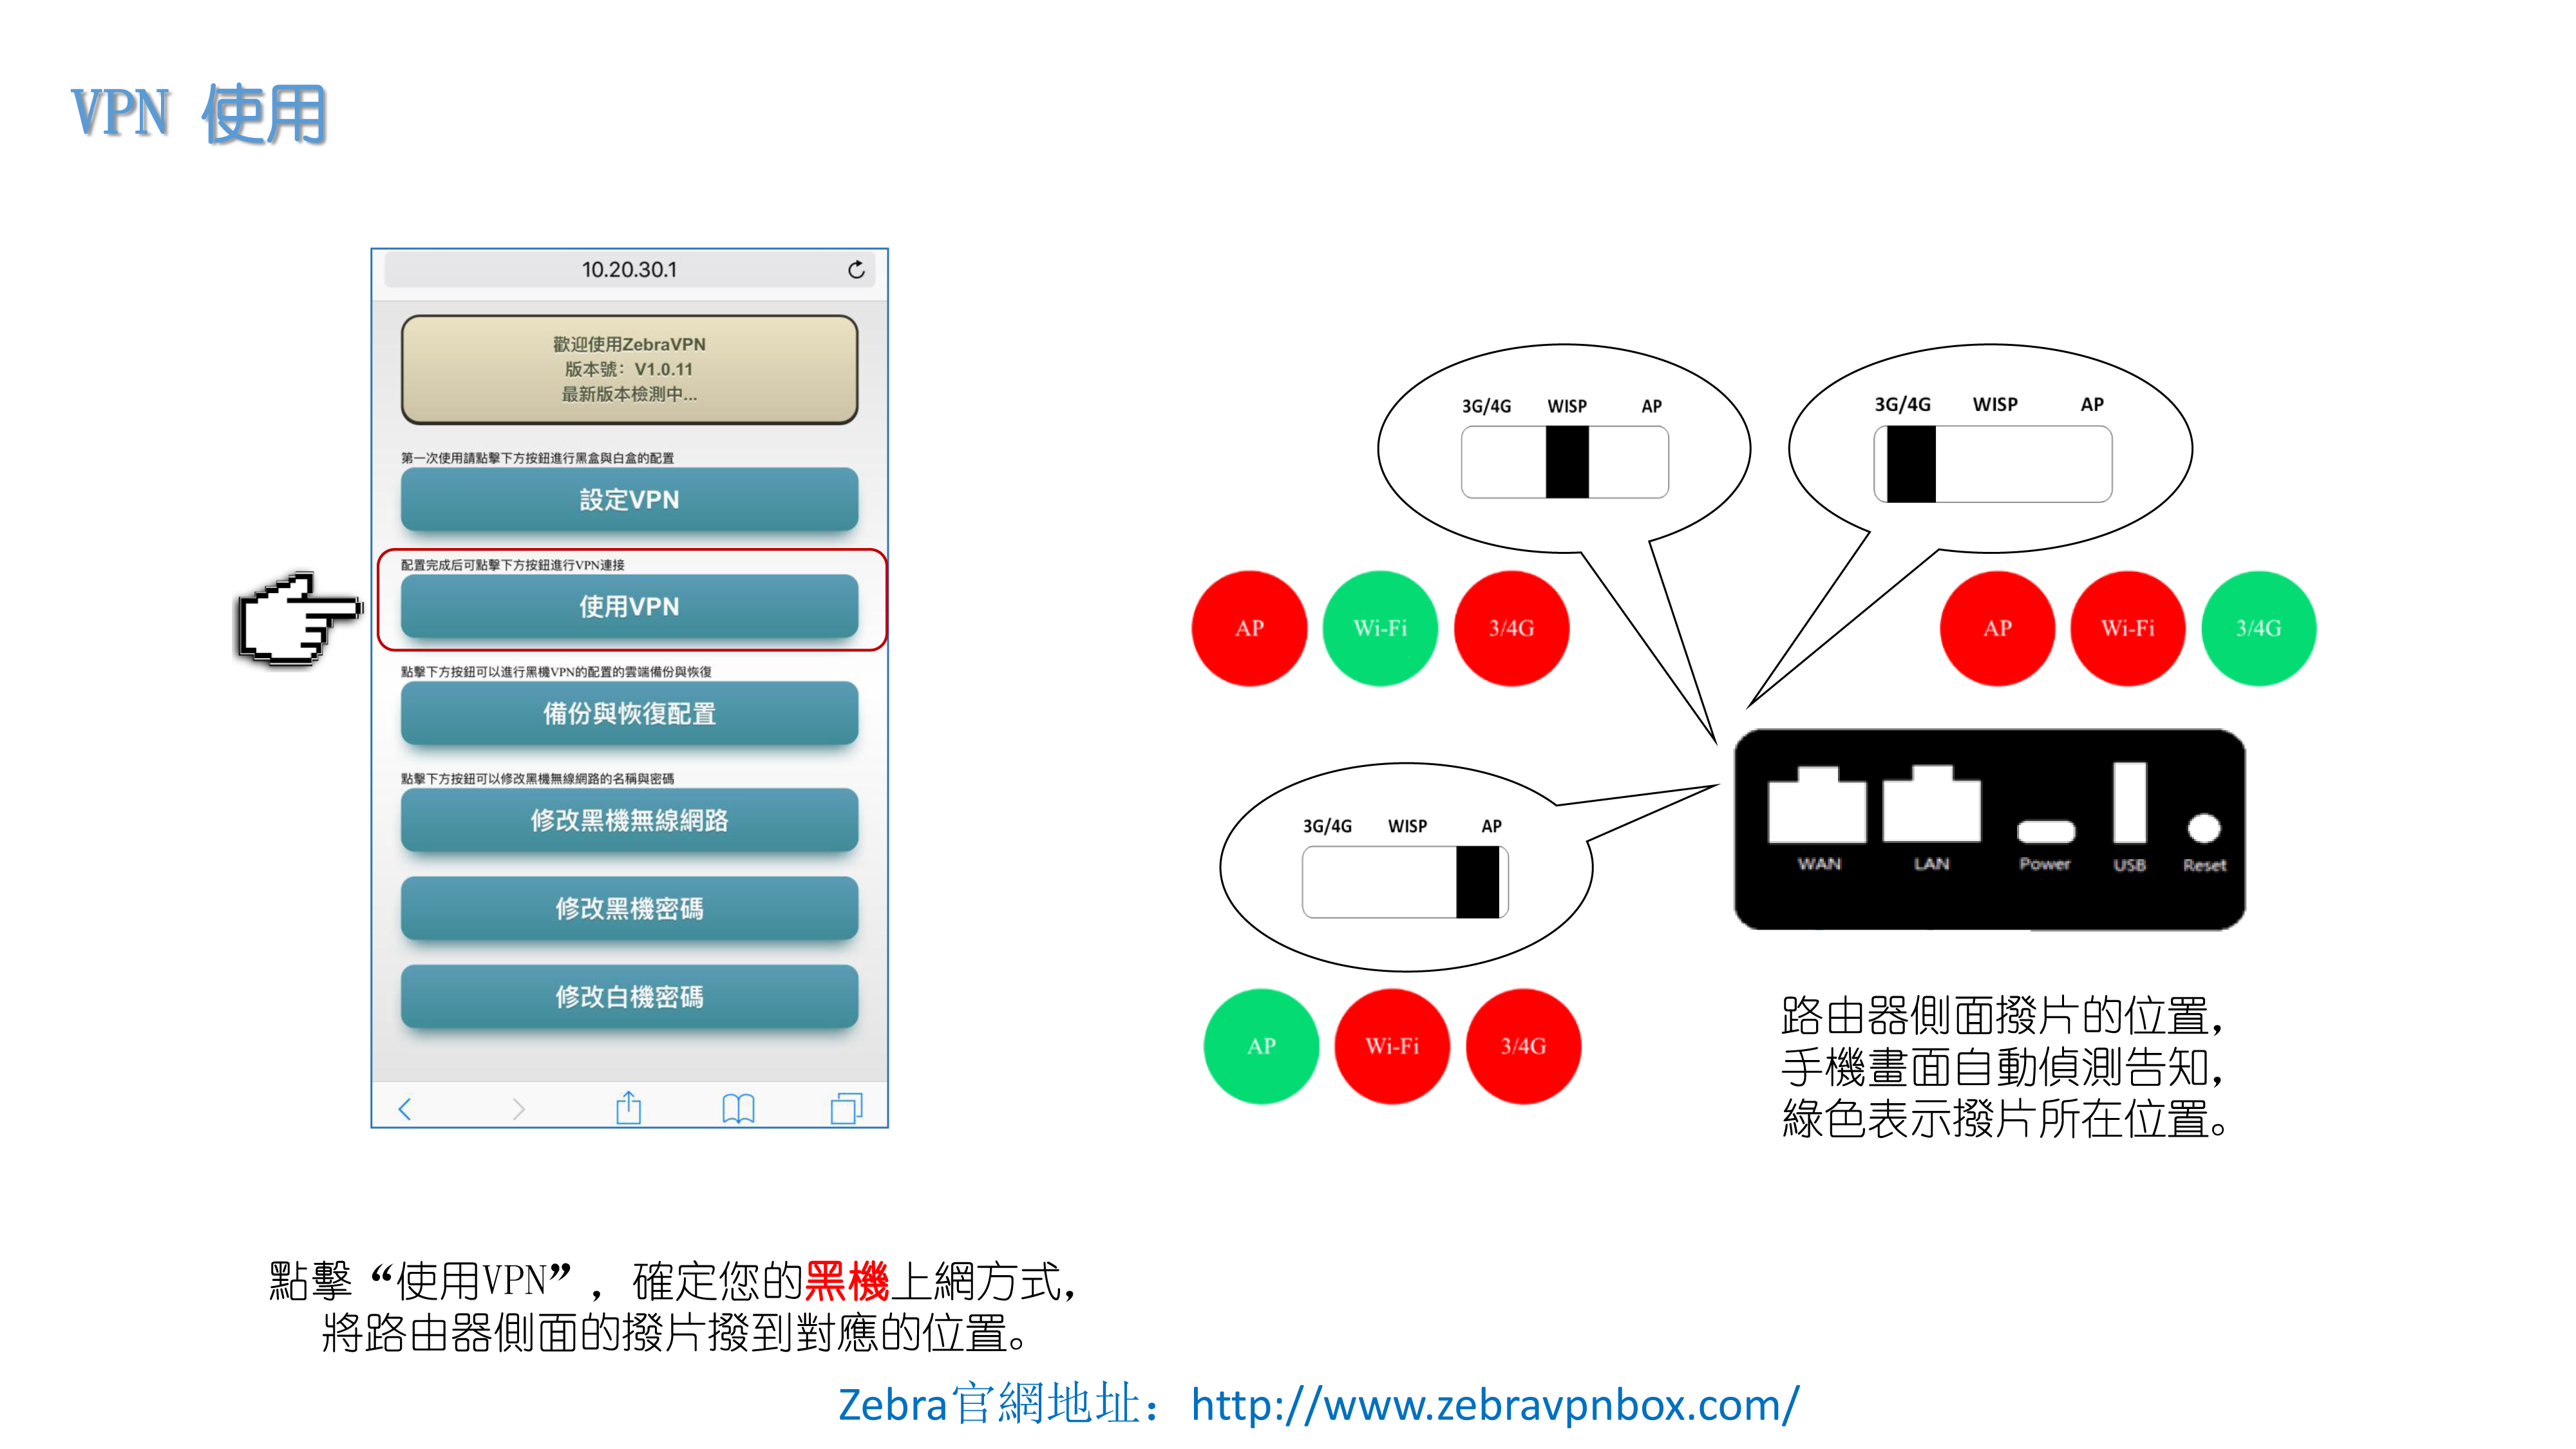 VPN 使用
10.20.30.1
歡迎使用ZebraVPN
版本號：V1.0.11
最新版本檢測中...
第一次使用請點擊下方按鈕進行黑盒與白盒的配置
設定VPN
配置完成后可點擊下方按鈕進行VPN連接
使用VPN
點擊下方按鈕可以進行黑機VPN的配置的雲端備份與恢復
備份與恢復配置
點擊下方按鈕可以修改黑機無線網路的名稱與密碼
修改黑機無線網路
修改黑機密碼
修改白機密碼
3G/4G WISP AP
3G/4G WISP AP
AP Wi-Fi 3/4G
AP Wi-Fi 3/4G
3G/4G WISP AP
WAN LAN Power USB Reset
AP Wi-Fi 3/4G
路由器側面撥片的位置，
手機畫面自動偵測告知，
綠色表示撥片所在位置。
點擊“使用VPN”，確定您的黑機上網方式，
將路由器側面的撥片撥到對應的位置。
Zebra官網地址：http://www.zebravpnbox.com/